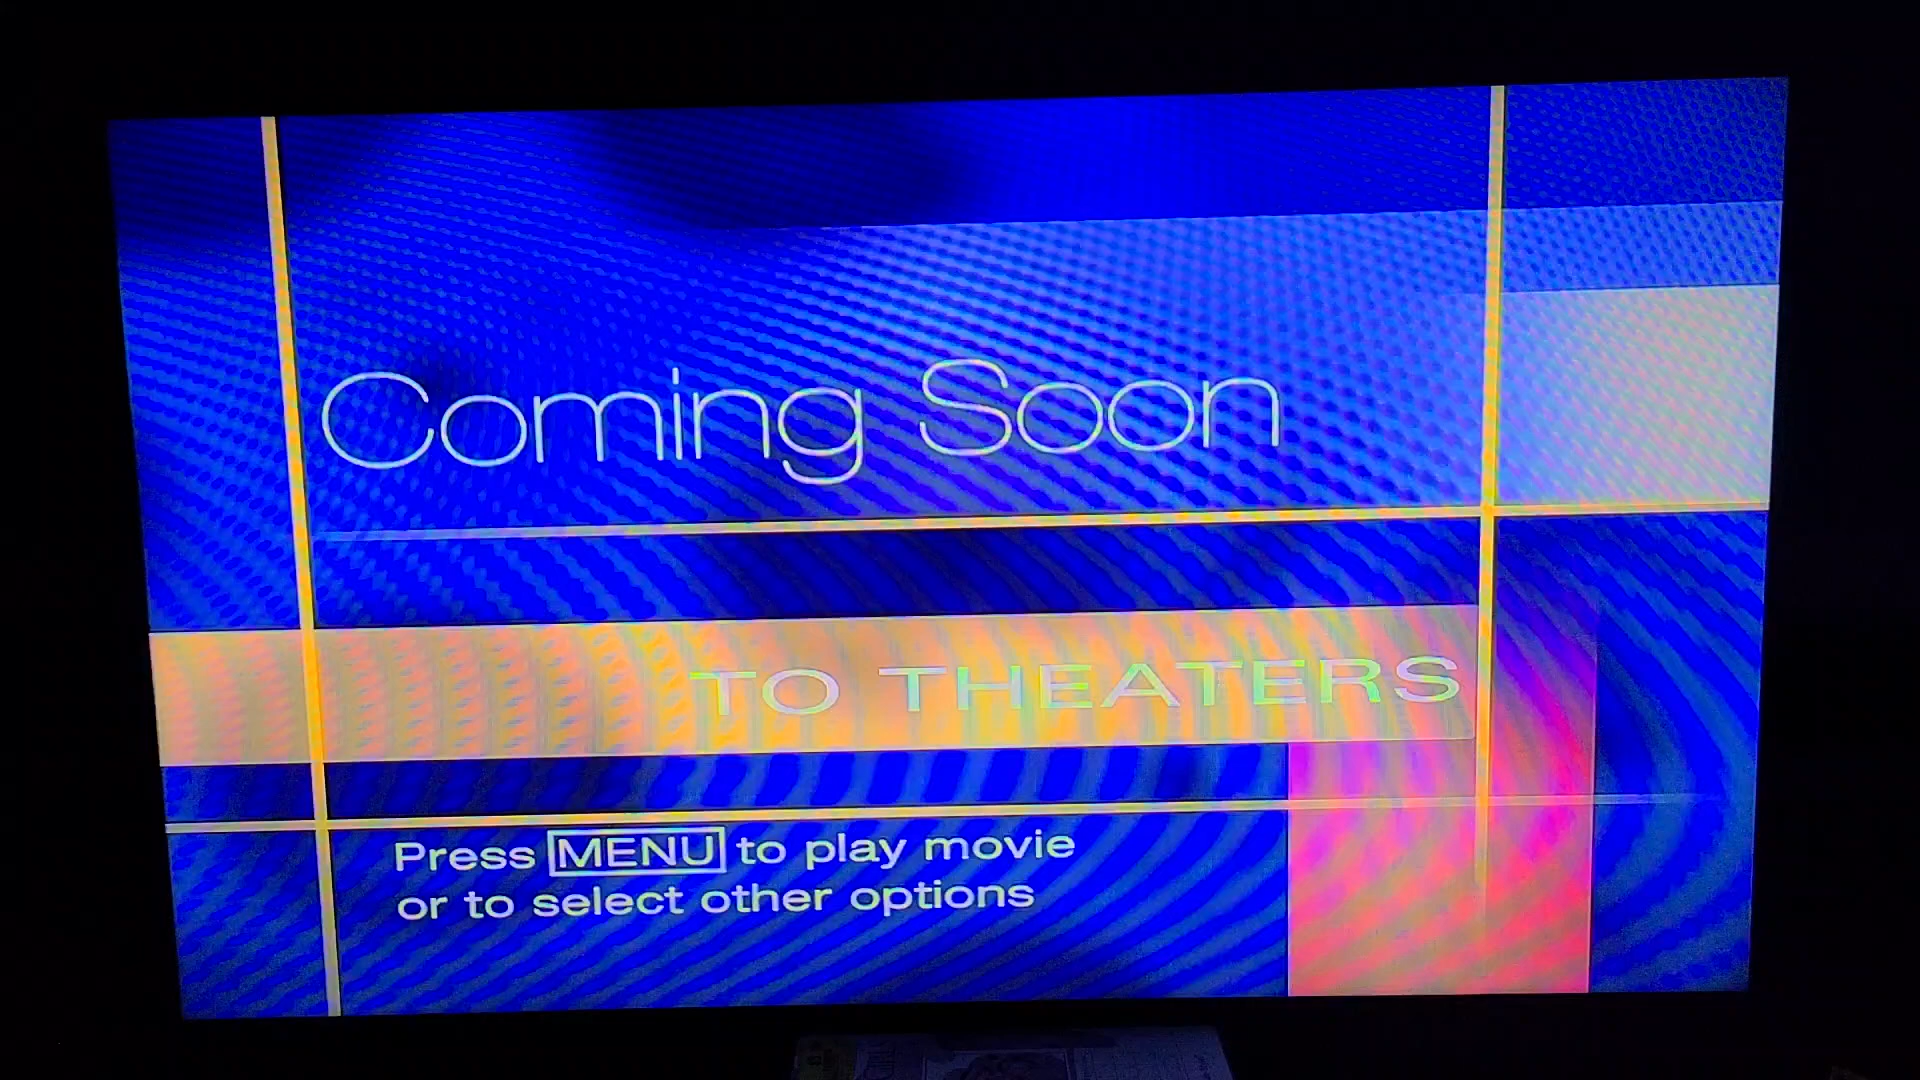 Coming Soon
TO THEATERS
Press MENU to play movie
or to select other options